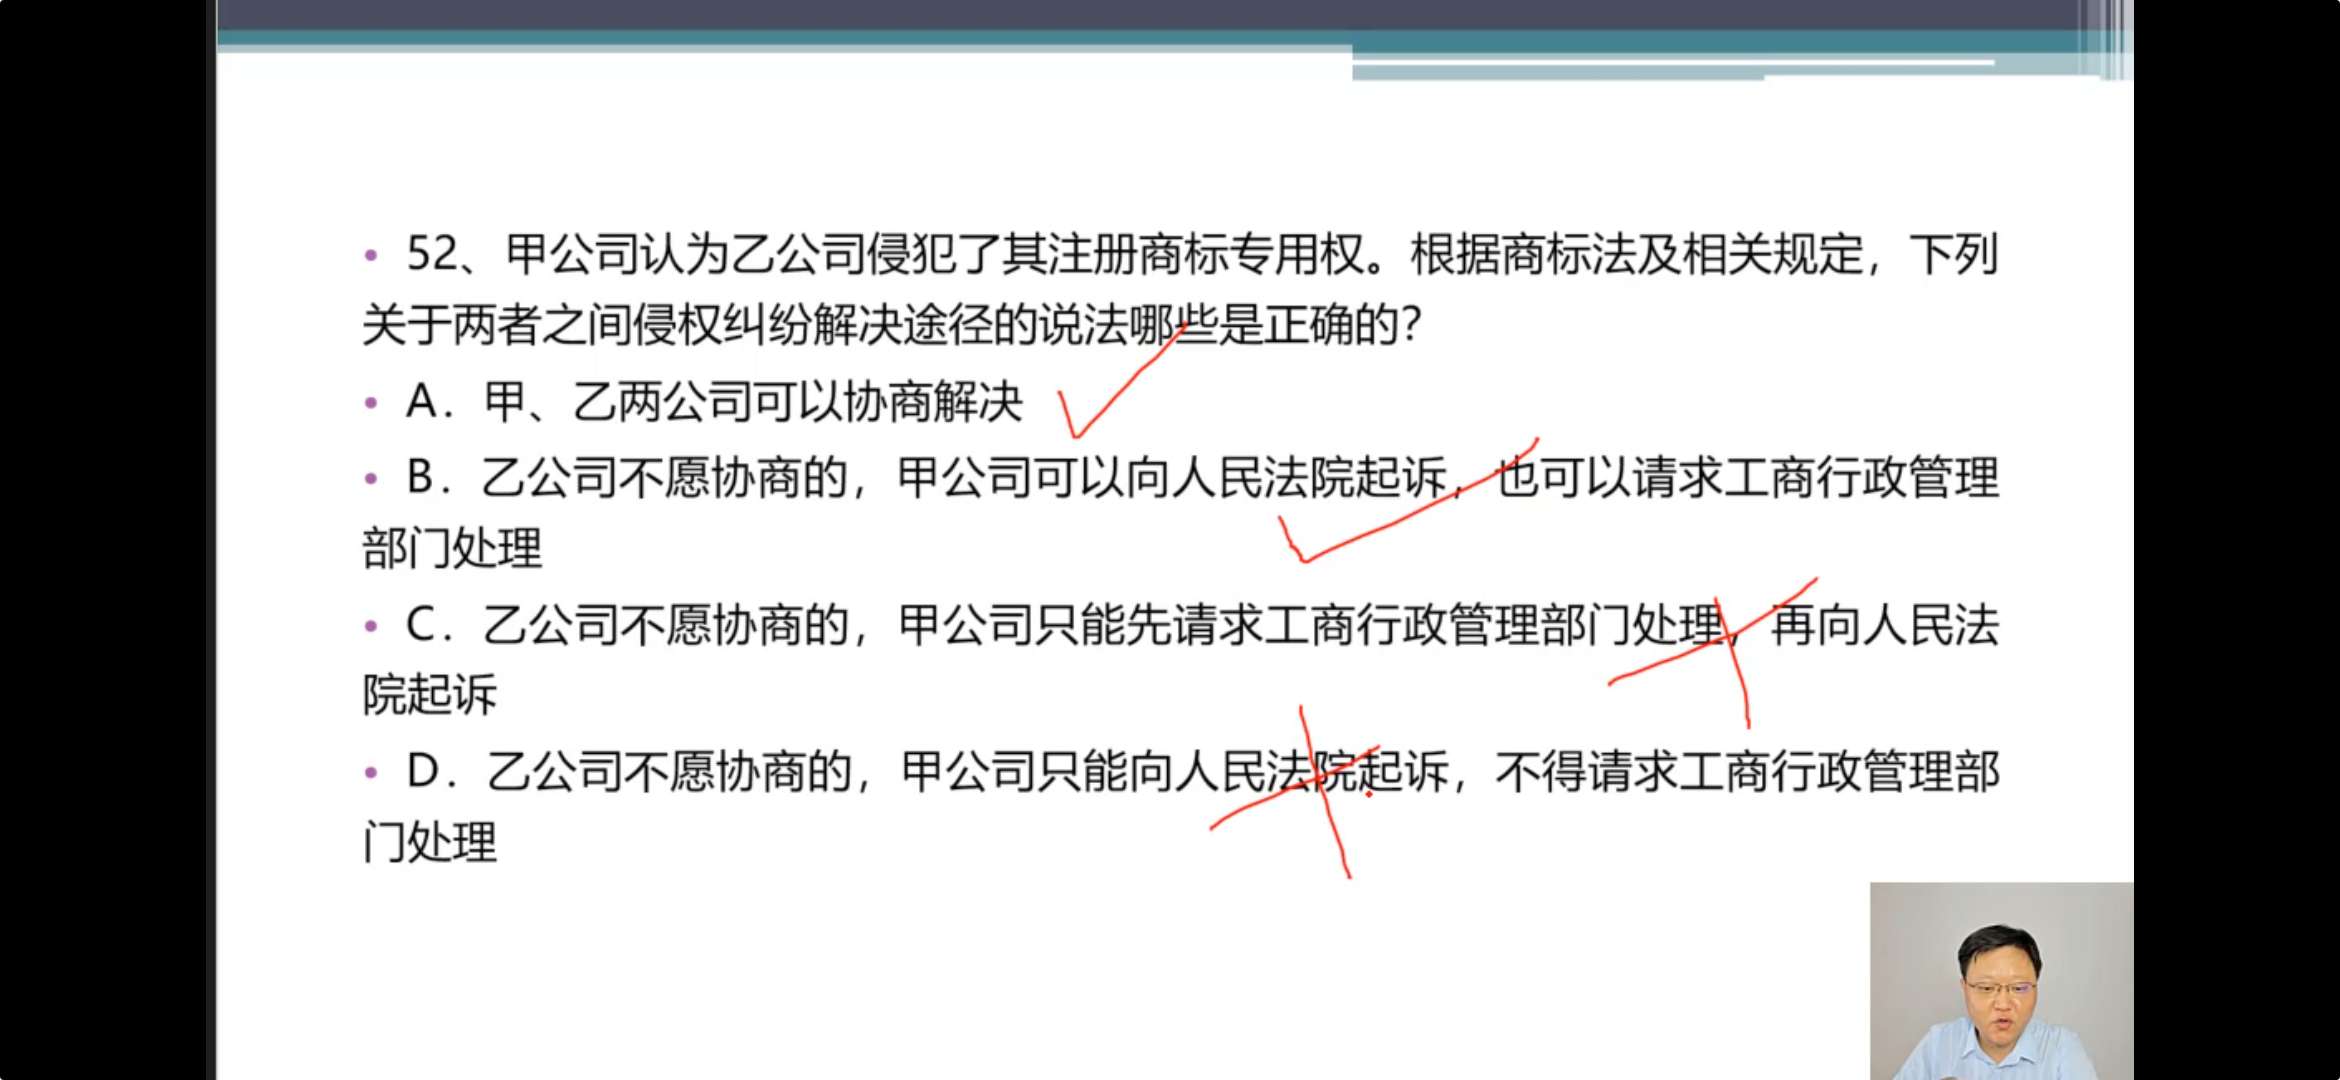 • 52、甲公司认为乙公司侵犯了其注册商标专用权。根据商标法及相关规定，下列
关于两者之间侵权纠纷解决途径的说法哪些是正确的？
• A．甲、乙两公司可以协商解决
• B．乙公司不愿协商的，甲公司可以向人民法院起诉，也可以请求工商行政管理
部门处理
• C．乙公司不愿协商的，甲公司只能先请求工商行政管理部门处理，再向人民法
院起诉
• D．乙公司不愿协商的，甲公司只能向人民法院起诉，不得请求工商行政管理部
门处理